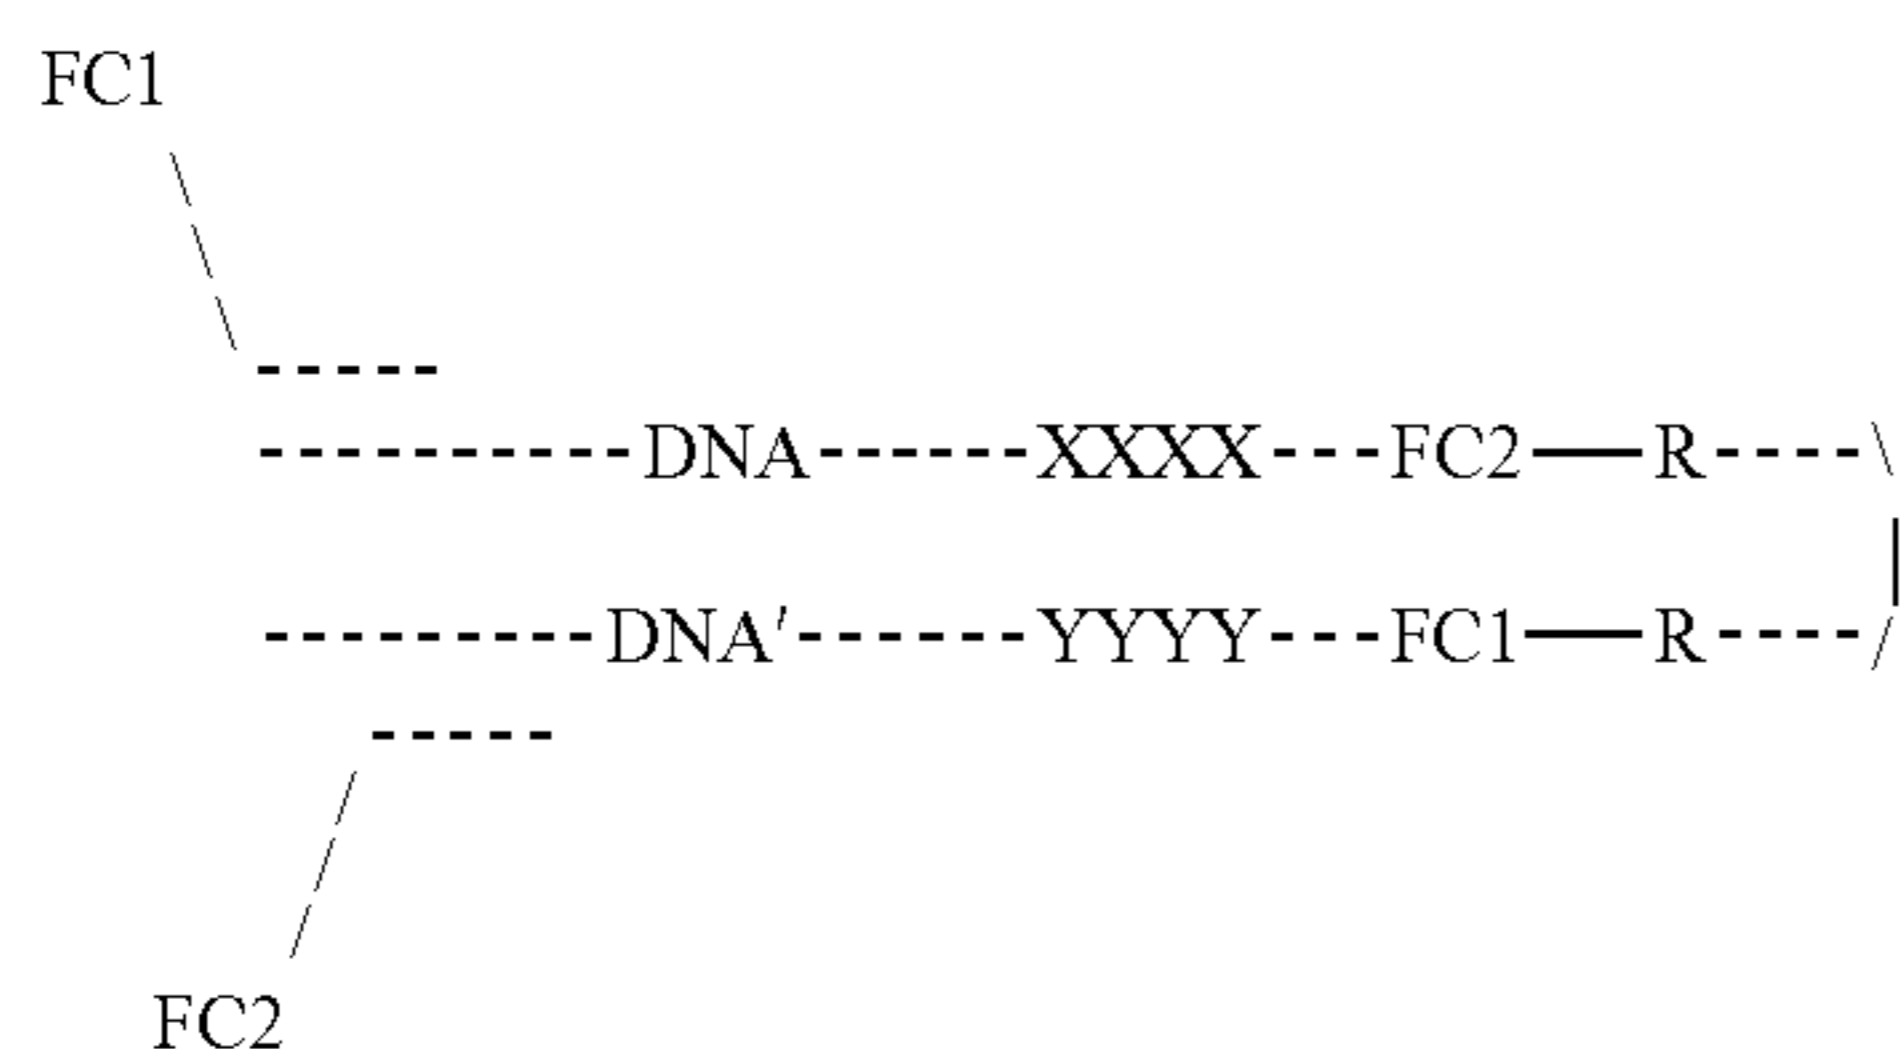 FC1
-----
----------DNA------XXXX---FC2—R----\
|
---------DNA′------YYYY---FC1—R----/
-----
FC2